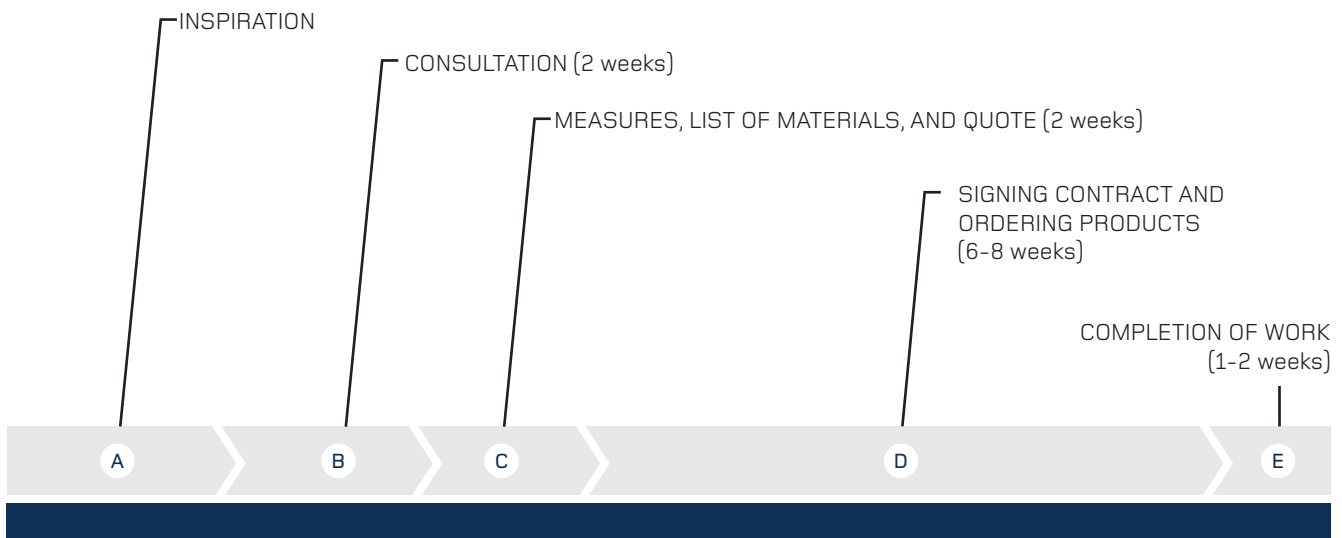 INSPIRATION
CONSULTATION (2 weeks)
MEASURES, LIST OF MATERIALS, AND QUOTE (2 weeks)
SIGNING CONTRACT AND
ORDERING PRODUCTS
(6-8 weeks)
COMPLETION OF WORK
(1-2 weeks)
A
B
C
D
E